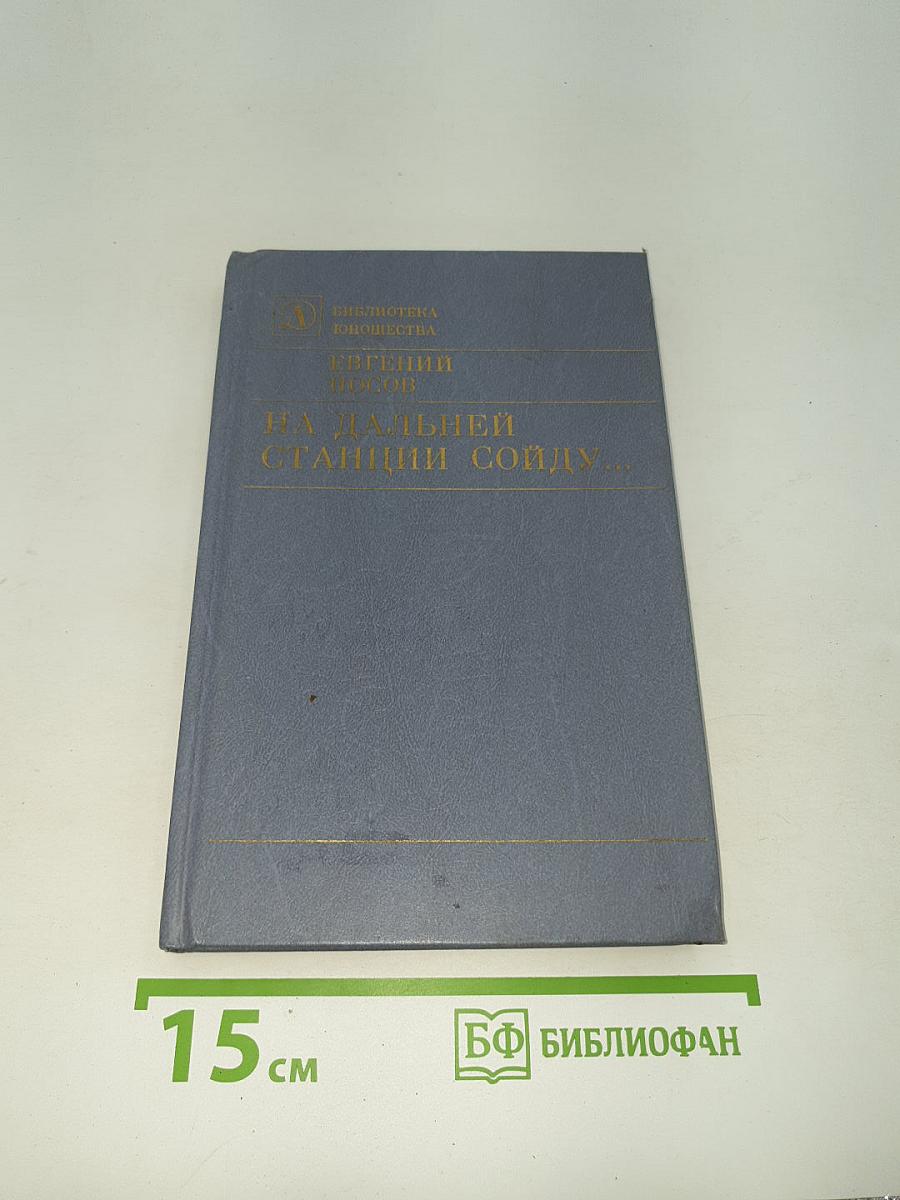 БИБЛИОТЕКА
ЮНОШЕСТВА
ЕВГЕНИЙ
НОСОВ
НА ДАЛЬНЕЙ
СТАНЦИИ СОЙДУ...
15 см
БФ БИБЛИОФАН